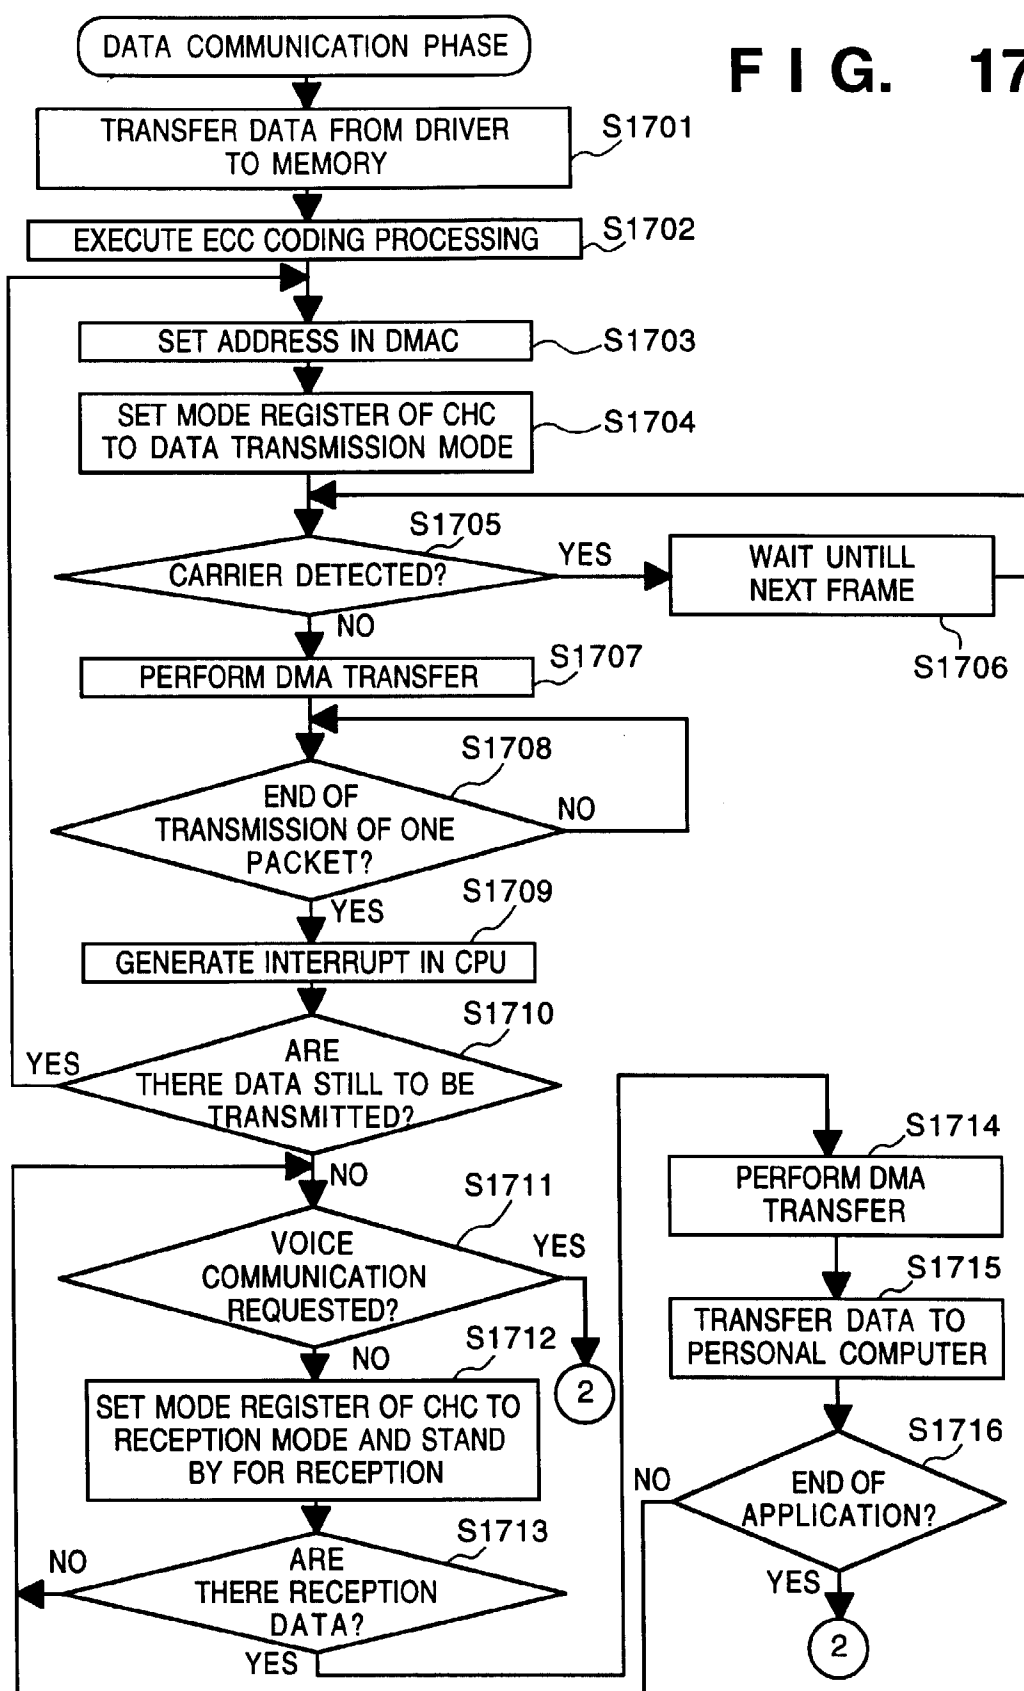 DATA COMMUNICATION PHASE
FIG. 17
TRANSFER DATA FROM DRIVER
TO MEMORY
S1701
EXECUTE ECC CODING PROCESSING
S1702
SET ADDRESS IN DMAC
S1703
SET MODE REGISTER OF CHC
TO DATA TRANSMISSION MODE
S1704
S1705
CARRIER DETECTED?
YES
WAIT UNTILL
NEXT FRAME
S1706
NO
PERFORM DMA TRANSFER
S1707
S1708
END OF
TRANSMISSION OF ONE
PACKET?
NO
YES
S1709
GENERATE INTERRUPT IN CPU
S1710
ARE
THERE DATA STILL TO BE
TRANSMITTED?
YES
NO
S1711
VOICE
COMMUNICATION
REQUESTED?
YES
2
NO
S1712
SET MODE REGISTER OF CHC TO
RECEPTION MODE AND STAND
BY FOR RECEPTION
S1713
ARE
THERE RECEPTION
DATA?
NO
YES
S1714
PERFORM DMA
TRANSFER
S1715
TRANSFER DATA TO
PERSONAL COMPUTER
S1716
END OF
APPLICATION?
NO
YES
2